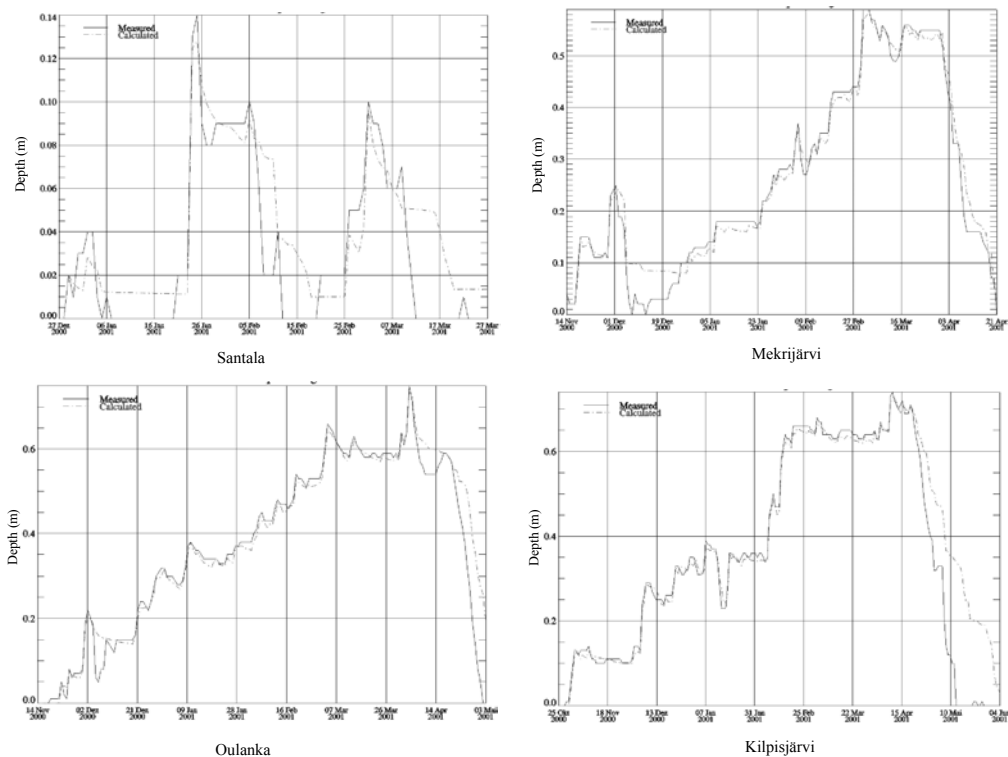 Measured
Calculated
Depth (m)
0.14
0.12
0.10
0.08
0.06
0.04
0.02
0.00
27 Des 2000
06 Jan 2001
16 Jan 2001
26 Jan 2001
05 Feb 2001
15 Feb 2001
25 Feb 2001
07 Mar 2001
17 Mar 2001
27 Mar 2001
Santala
Measured
Calculated
Depth (m)
0.5
0.4
0.3
0.2
0.1
0.0
14 Nov 2000
01 Des 2000
19 Des 2000
05 Jan 2001
23 Jan 2001
09 Feb 2001
27 Feb 2001
16 Mar 2001
03 Apr 2001
21 Apr 2001
Mekrijärvi
Measured
Calculated
Depth (m)
0.6
0.4
0.2
0.0
14 Nov 2000
02 Des 2000
21 Des 2000
09 Jan 2001
28 Jan 2001
16 Feb 2001
07 Mar 2001
26 Mar 2001
14 Apr 2001
03 Mai 2001
Oulanka
Measured
Calculated
Depth (m)
0.6
0.4
0.2
0.0
25 Okt 2000
18 Nov 2000
13 Des 2000
07 Jan 2001
31 Jan 2001
25 Feb 2001
22 Mar 2001
15 Apr 2001
10 Mai 2001
04 Jun 2001
Kilpisjärvi